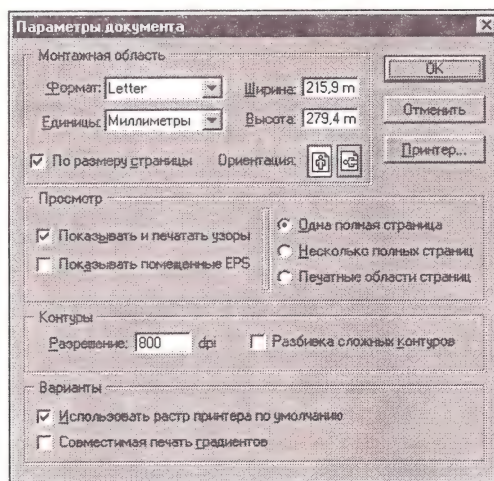 Параметры документа
Монтажная область
Формат: Letter
Ширина: 215,9 m
Единицы: Миллиметры
Высота: 279,4 m
По размеру страницы
Ориентация:
OK
Отменить
Принтер...
Просмотр
Показывать и печатать узоры
Показывать помещенные EPS
Одна полная страница
Несколько полных страниц
Печатные области страниц
Контуры
Разрешение: 800 dpi
Разбивка сложных контуров
Варианты
Использовать растр принтера по умолчанию
Совместимая печать градиентов